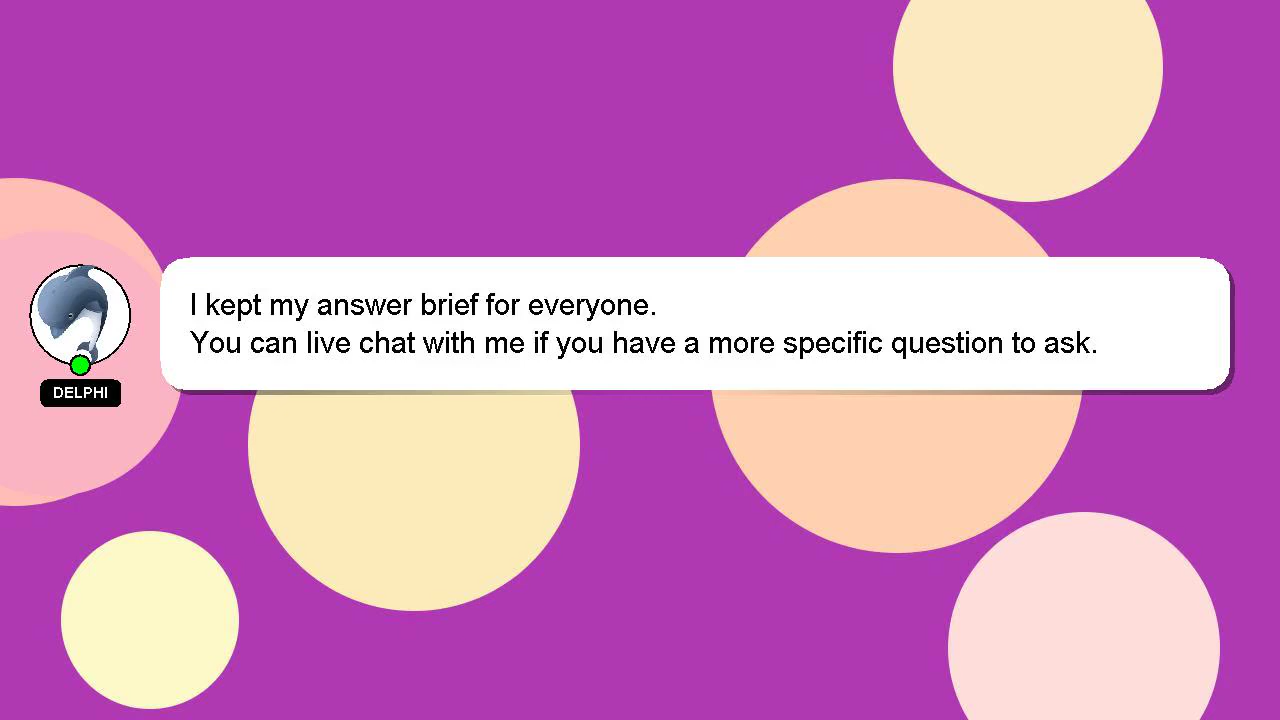 I kept my answer brief for everyone.
You can live chat with me if you have a more specific question to ask.
DELPHI